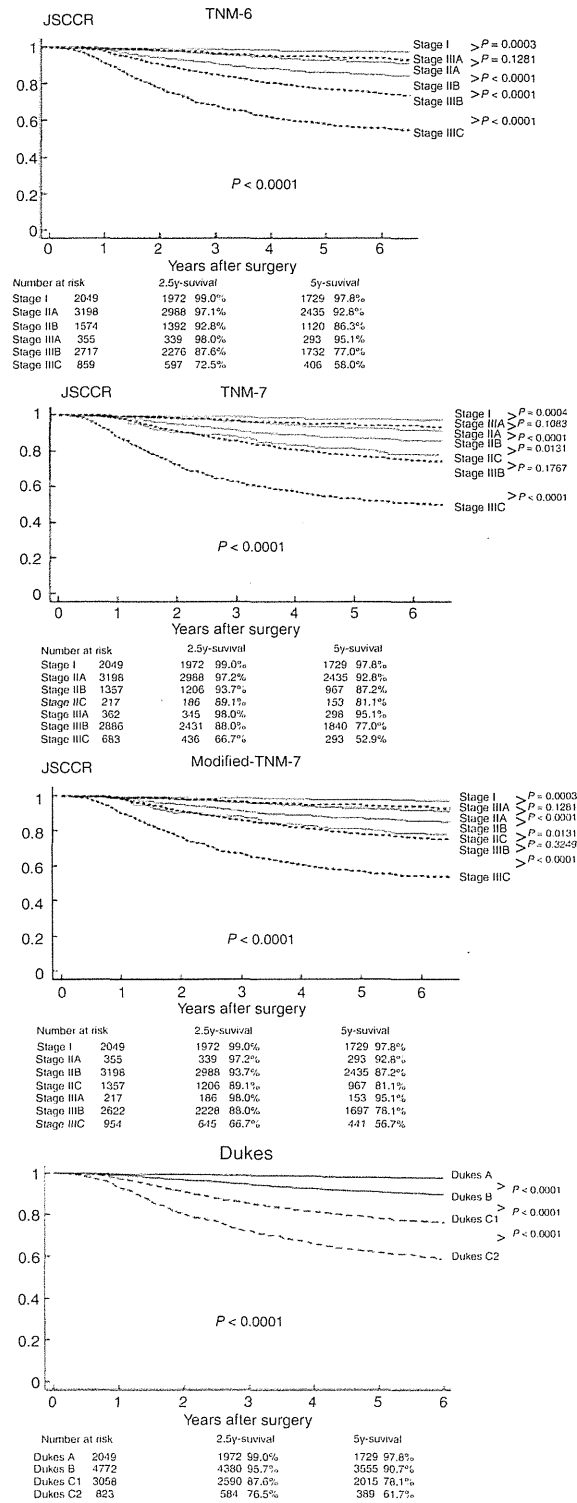 JSCCR TNM-6
1
0.8
0.6
0.4
0.2
0
Stage I
Stage IIIA
Stage IIA
Stage IIB
Stage IIIB
Stage IIIC
> P = 0.0003
> P = 0.1281
> P < 0.0001
> P < 0.0001
> P < 0.0001
P < 0.0001
0 1 2 3 4 5 6
Years after surgery
Number at risk 2.5y-suvival 5y-suvival
Stage I 2049 1972 99.0% 1729 97.8%
Stage IIA 3198 2988 97.1% 2435 92.8%
Stage IIB 1574 1392 92.8% 1120 86.3%
Stage IIIA 355 339 98.0% 293 95.1%
Stage IIIB 2717 2276 87.6% 1732 77.0%
Stage IIIC 859 597 72.5% 406 58.0%
JSCCR TNM-7
1
0.8
0.6
0.4
0.2
0
Stage I
Stage IIIA
Stage IIA
Stage IIB
Stage IIC
Stage IIIB
Stage IIIC
> P = 0.0004
> P = 0.1083
> P < 0.0001
> P = 0.0131
> P = 0.1767
> P < 0.0001
P < 0.0001
0 1 2 3 4 5 6
Years after surgery
Number at risk 2.5y-suvival 5y-suvival
Stage I 2049 1972 99.0% 1729 97.8%
Stage IIA 3198 2988 97.2% 2435 92.8%
Stage IIB 1357 1206 93.7% 967 87.2%
Stage IIC 217 186 89.1% 153 81.1%
Stage IIIA 362 345 98.0% 298 95.1%
Stage IIIB 2886 2431 88.0% 1840 77.0%
Stage IIIC 683 436 66.7% 293 52.9%
JSCCR Modified-TNM-7
1
0.8
0.6
0.4
0.2
0
Stage I
Stage IIIA
Stage IIA
Stage IIB
Stage IIC
Stage IIIB
Stage IIIC
> P = 0.0003
> P = 0.1281
> P < 0.0001
> P = 0.0131
> P = 0.3249
> P < 0.0001
P < 0.0001
0 1 2 3 4 5 6
Years after surgery
Number at risk 2.5y-suvival 5y-suvival
Stage I 2049 1972 99.0% 1729 97.8%
Stage IIA 355 339 97.2% 293 92.8%
Stage IIB 3198 2988 93.7% 2435 87.2%
Stage IIC 1357 1206 89.1% 967 81.1%
Stage IIIA 217 186 98.0% 153 95.1%
Stage IIIB 2622 2228 88.0% 1697 78.1%
Stage IIIC 954 645 66.7% 441 56.7%
Dukes
1
0.8
0.6
0.4
0.2
0
Dukes A
Dukes B
Dukes C1
Dukes C2
> P < 0.0001
> P < 0.0001
> P < 0.0001
P < 0.0001
0 1 2 3 4 5 6
Years after surgery
Number at risk 2.5y-suvival 5y-suvival
Dukes A 2049 1972 99.0% 1729 97.8%
Dukes B 4772 4380 95.7% 3555 90.7%
Dukes C1 3058 2590 87.6% 2015 78.1%
Dukes C2 823 584 76.5% 389 61.7%